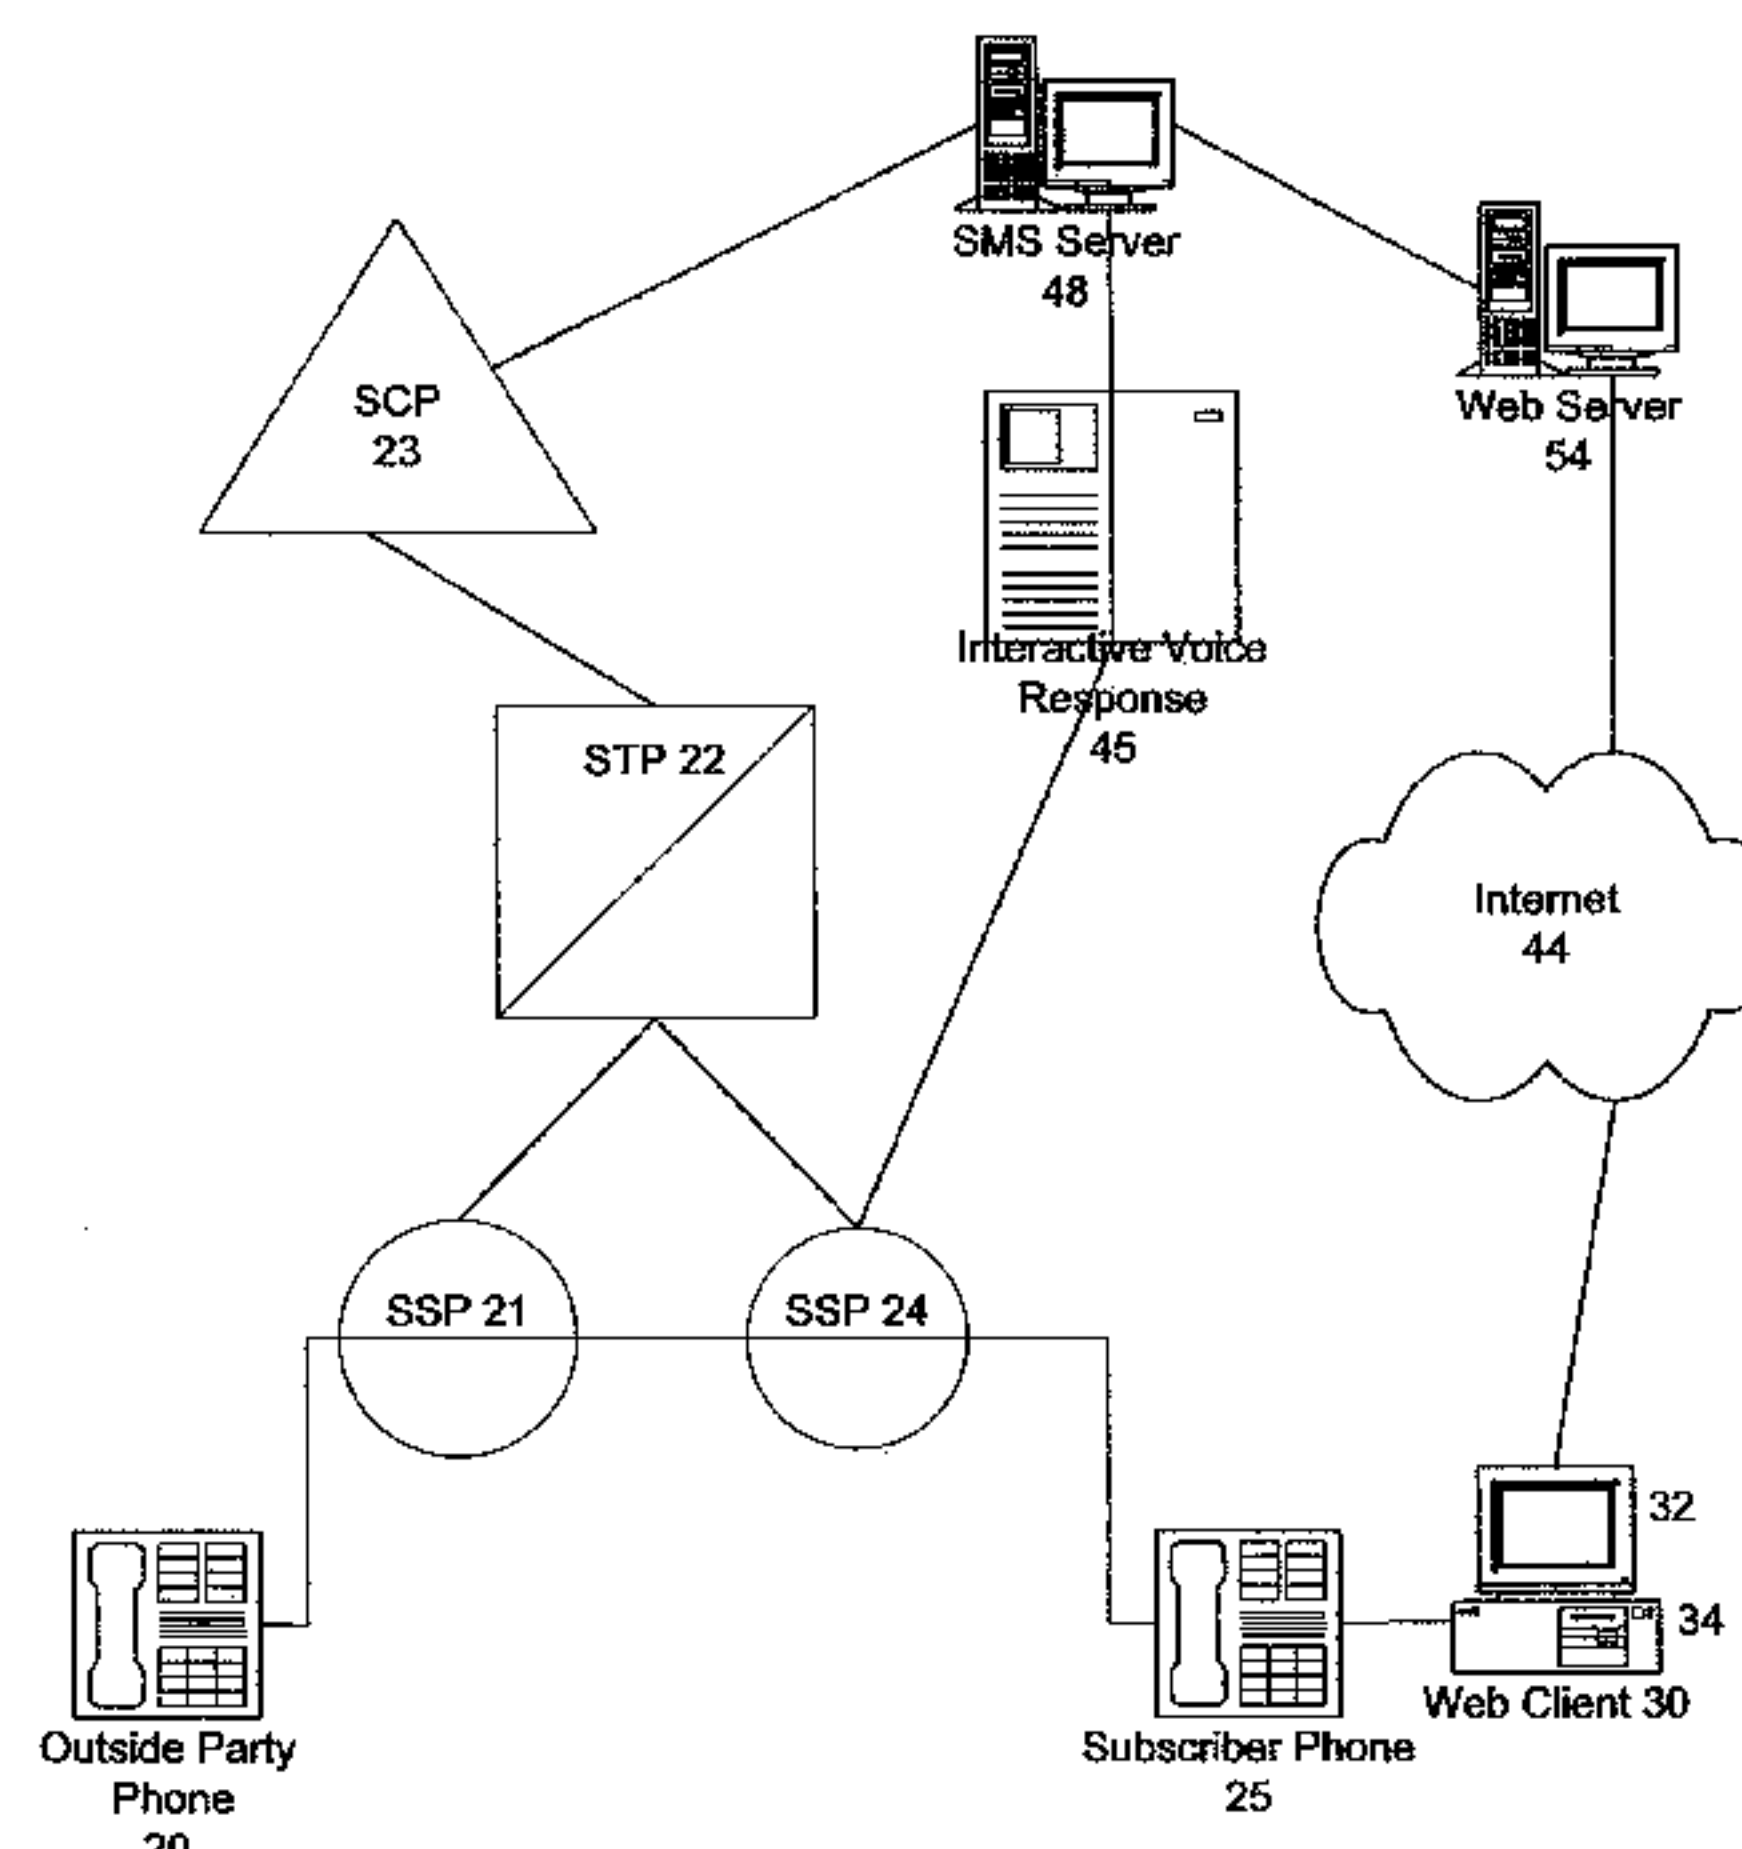 SMS Server
48
SCP
23
Web Server
54
Interactive Voice
Response
45
STP 22
Internet
44
SSP 21
SSP 24
32
34
Web Client 30
Outside Party
Phone
Subscriber Phone
25